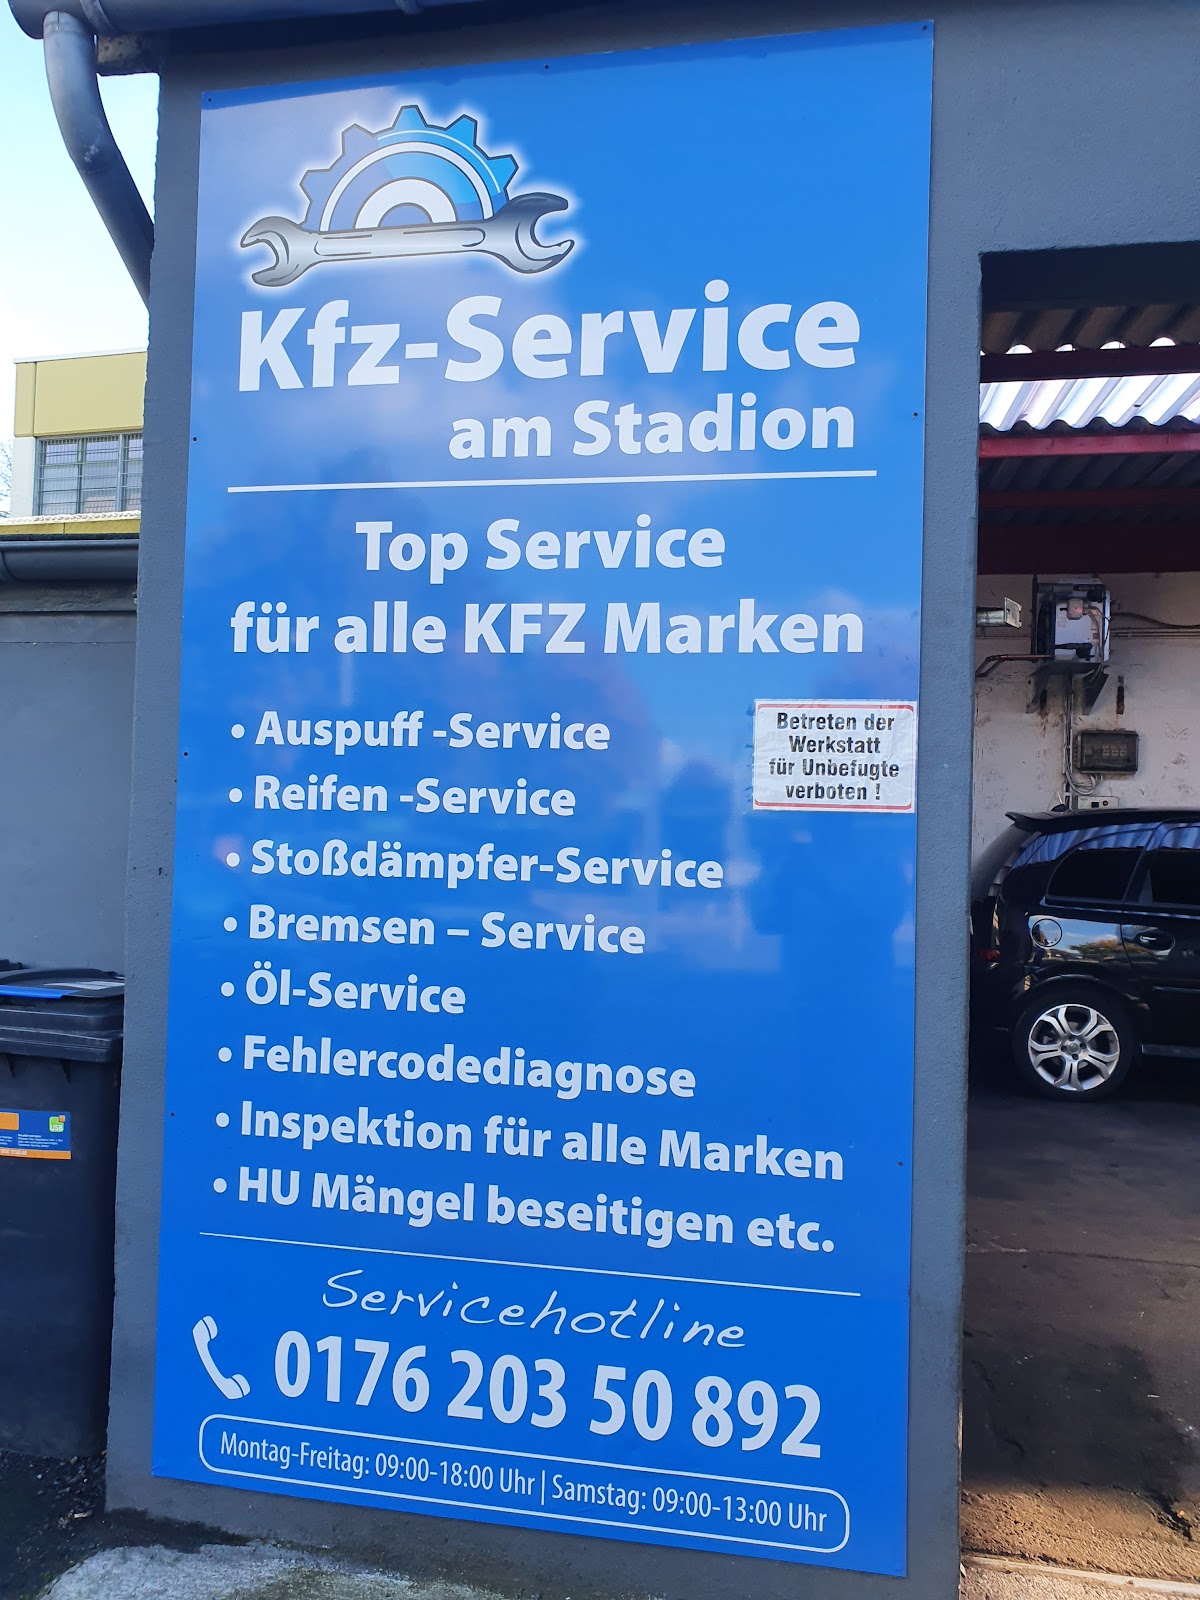 Kfz-Service
am Stadion
Top Service
für alle KFZ Marken
• Auspuff -Service
• Reifen -Service
• Stoßdämpfer-Service
• Bremsen – Service
• Öl-Service
• Fehlercodediagnose
• Inspektion für alle Marken
• HU Mängel beseitigen etc.
Betreten der
Werkstatt
für Unbefugte
verboten !
Servicehotline
0176 203 50 892
Montag-Freitag: 09:00-18:00 Uhr | Samstag: 09:00-13:00 Uhr